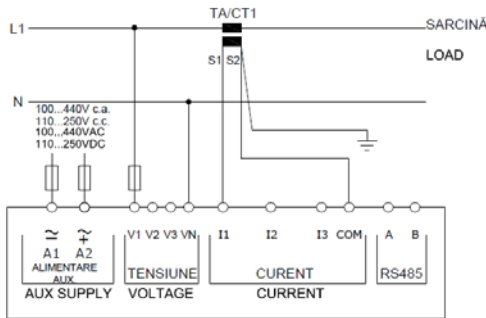 TA/CT1
L1
SARCINĂ
S1 S2
LOAD
N
100...440V c.a.
110...250V c.c.
100...440VAC
110...250VDC
V1 V2 V3 VN I1 I2 I3 COM A B
A1 A2
ALIMENTARE
AUX.
TENSIUNE CURENT RS485
AUX SUPPLY VOLTAGE CURRENT